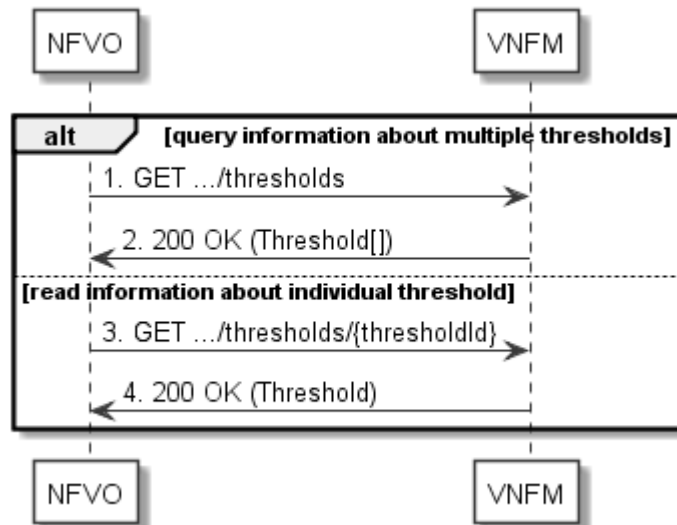 NFVO VNFM
alt [query information about multiple thresholds]
1. GET .../thresholds
2. 200 OK (Threshold[])
[read information about individual threshold]
3. GET .../thresholds/{thresholdId}
4. 200 OK (Threshold)
NFVO VNFM